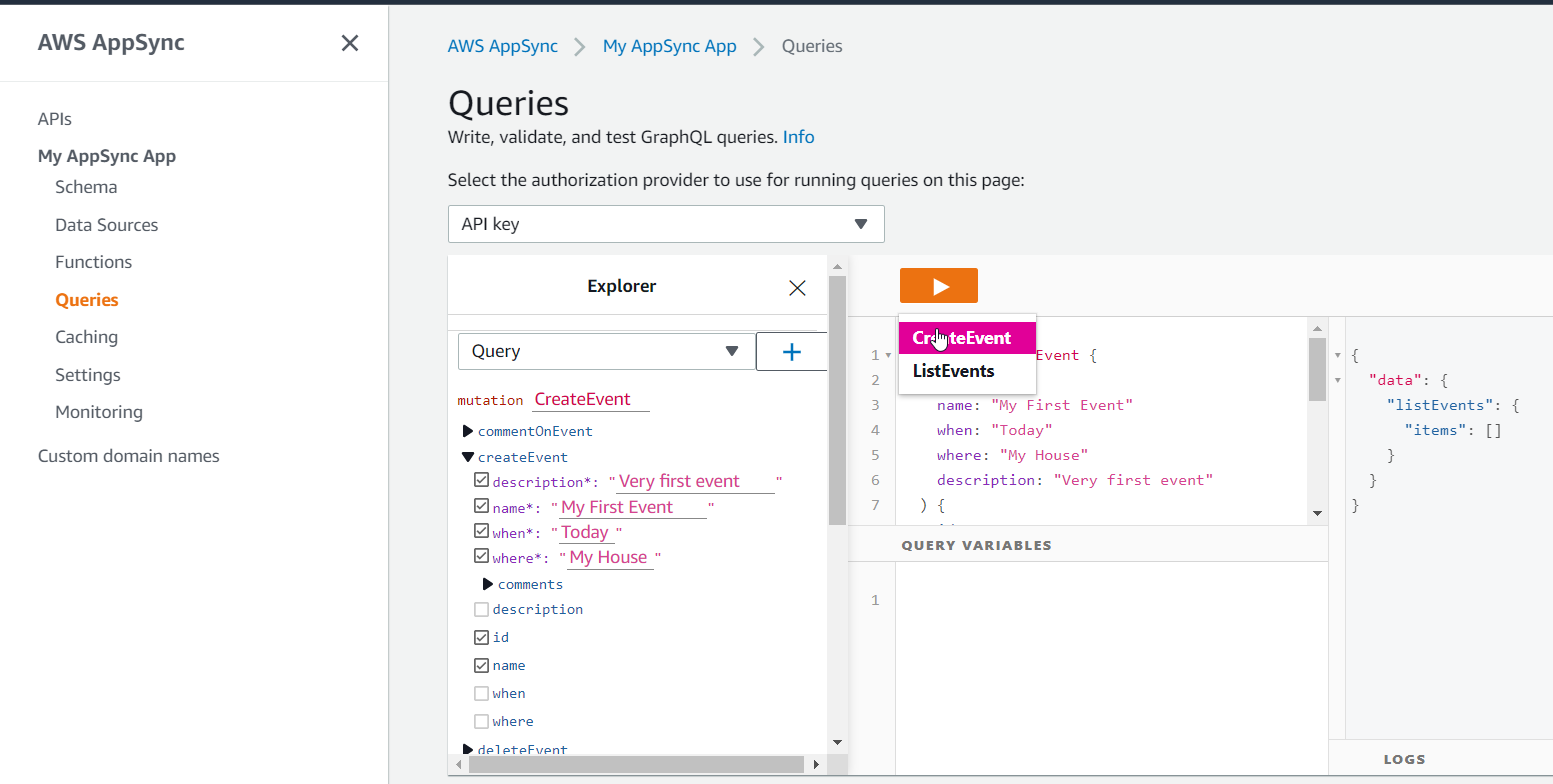 AWS AppSync
APIs
My AppSync App
Schema
Data Sources
Functions
Queries
Caching
Settings
Monitoring
Custom domain names
AWS AppSync > My AppSync App > Queries
Queries
Write, validate, and test GraphQL queries. Info
Select the authorization provider to use for running queries on this page:
API key
Explorer
Query
mutation CreateEvent
commentOnEvent
createEvent
description*: "Very first event"
name*: "My First Event"
when*: "Today"
where*: "My House"
comments
description
id
name
when
where
deleteEvent
CreateEvent
ListEvents
1 Event {
2
3 name: "My First Event"
4 when: "Today"
5 where: "My House"
6 description: "Very first event"
7 ) {
QUERY VARIABLES
1
{
"data": {
"listEvents": {
"items": []
}
}
}
LOGS